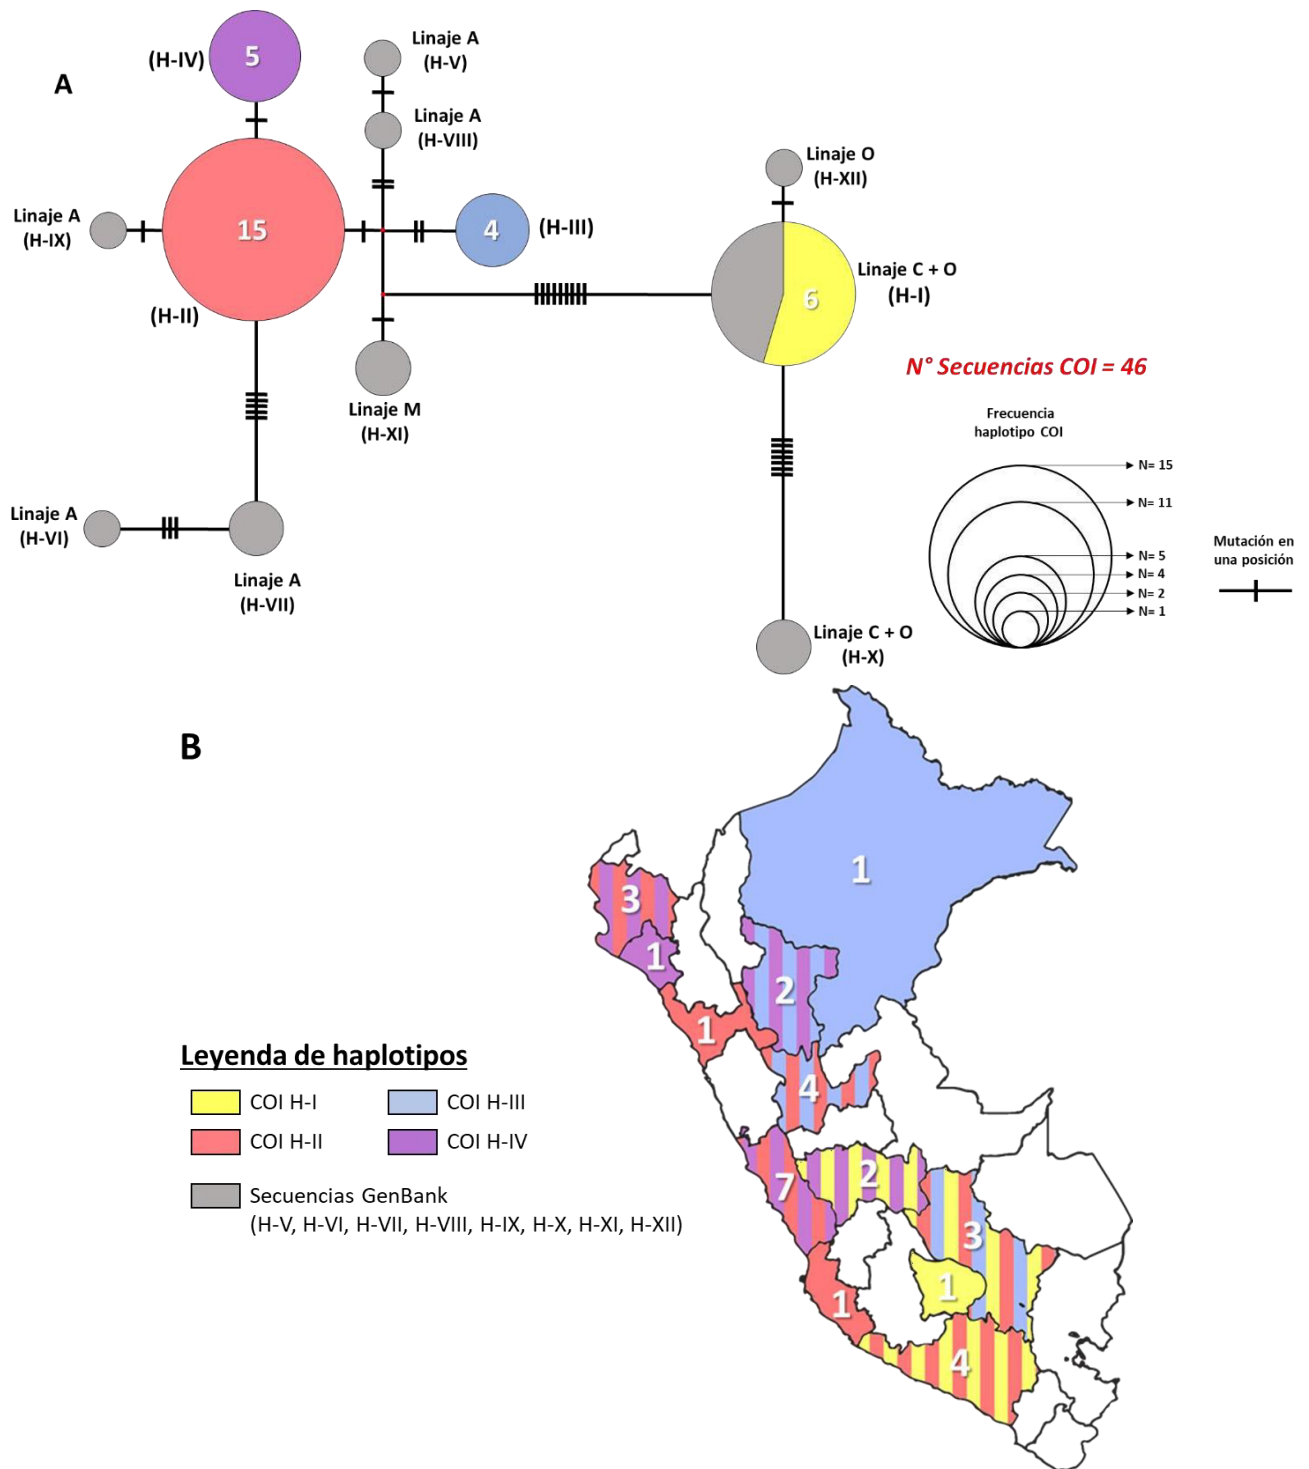 A
(H-IV)
5
Linaje A
(H-V)
Linaje A
(H-VIII)
Linaje O
(H-XII)
Linaje A
(H-IX)
15
4
(H-III)
Linaje C + O
(H-I)
6
(H-II)
N° Secuencias COI = 46
Linaje M
(H-XI)
Frecuencia
haplotipo COI
N= 15
N= 11
N= 5
N= 4
N= 2
N= 1
Mutación en
una posición
Linaje A
(H-VI)
Linaje A
(H-VII)
Linaje C + O
(H-X)
B
1
3
1
2
1
4
7
2
3
1
1
4
Leyenda de haplotipos
COI H-I
COI H-III
COI H-II
COI H-IV
Secuencias GenBank
(H-V, H-VI, H-VII, H-VIII, H-IX, H-X, H-XI, H-XII)